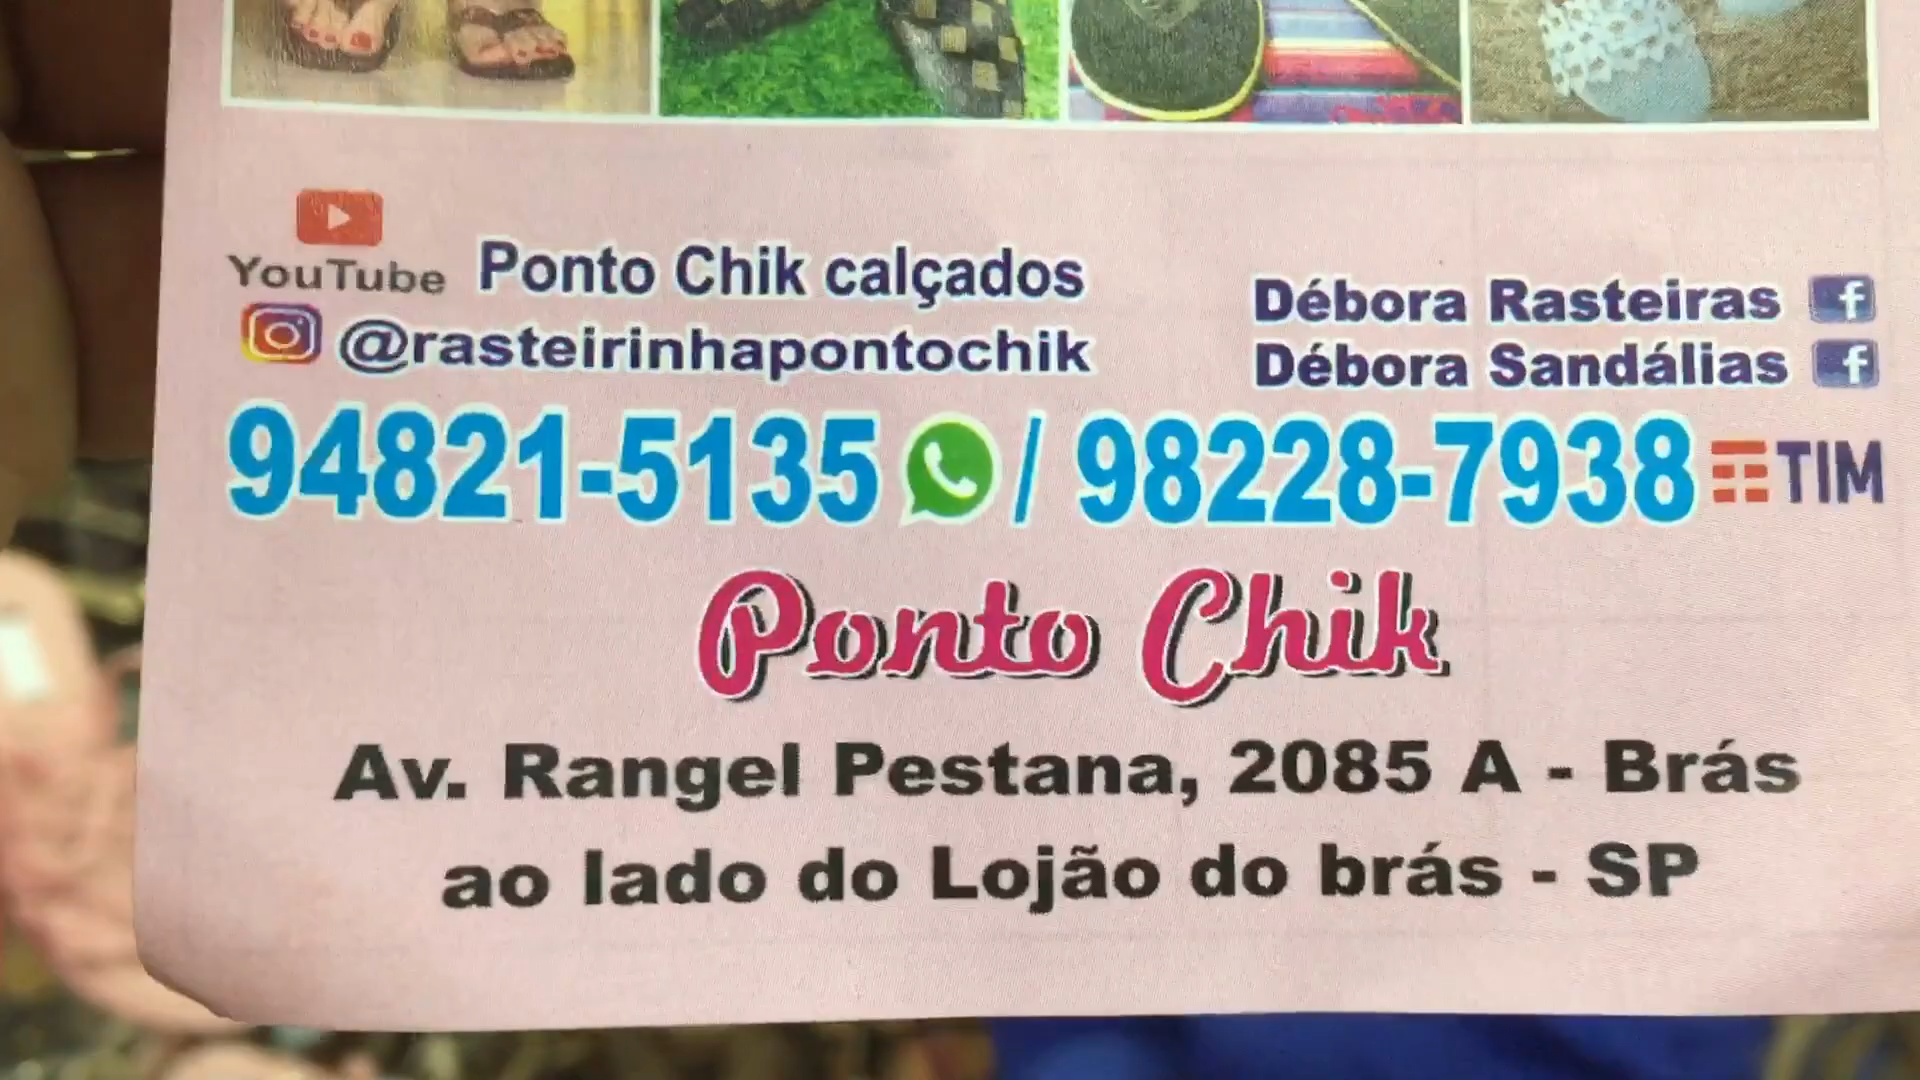 YouTube Ponto Chik calçados
@rasteirinhapontochik
Débora Rasteiras
Débora Sandálias
94821-5135 / 98228-7938 TIM
Ponto Chik
Av. Rangel Pestana, 2085 A - Brás
ao lado do Lojão do brás - SP